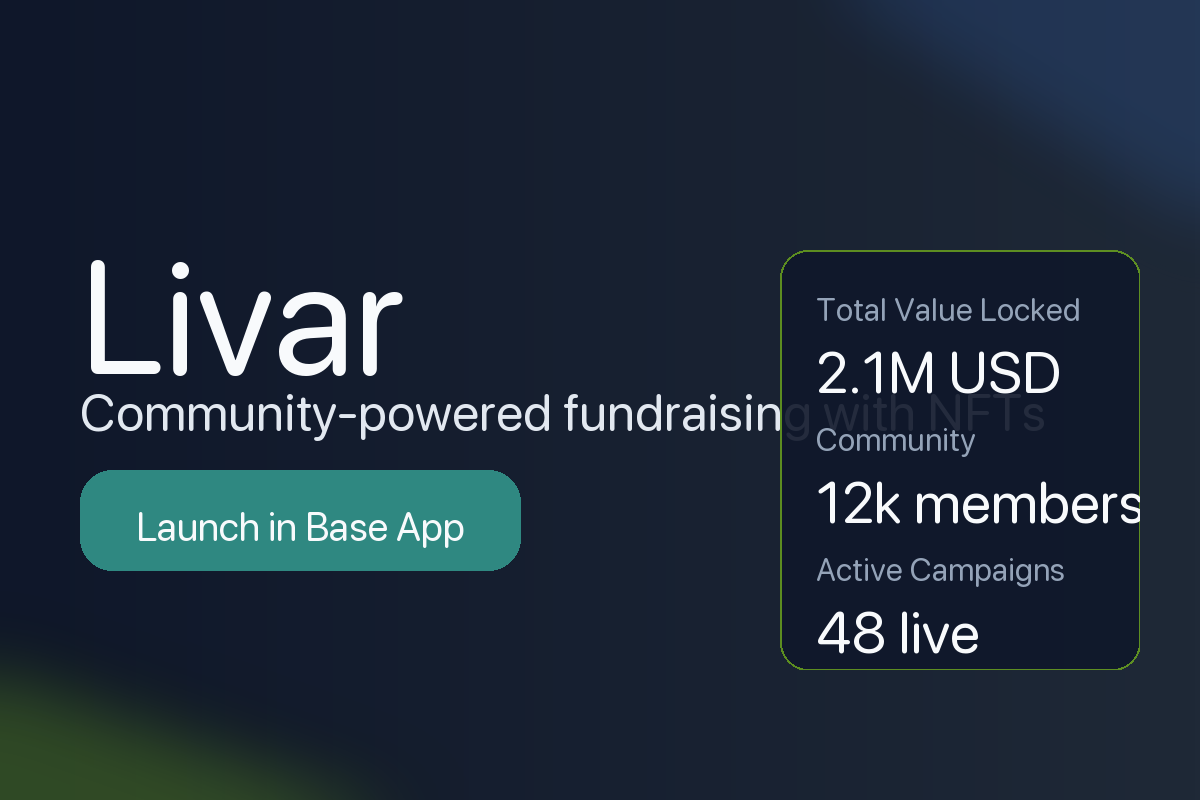 Livar
Community-powered fundraising with NFTs
Launch in Base App
Total Value Locked
2.1M USD
Community
12k members
Active Campaigns
48 live